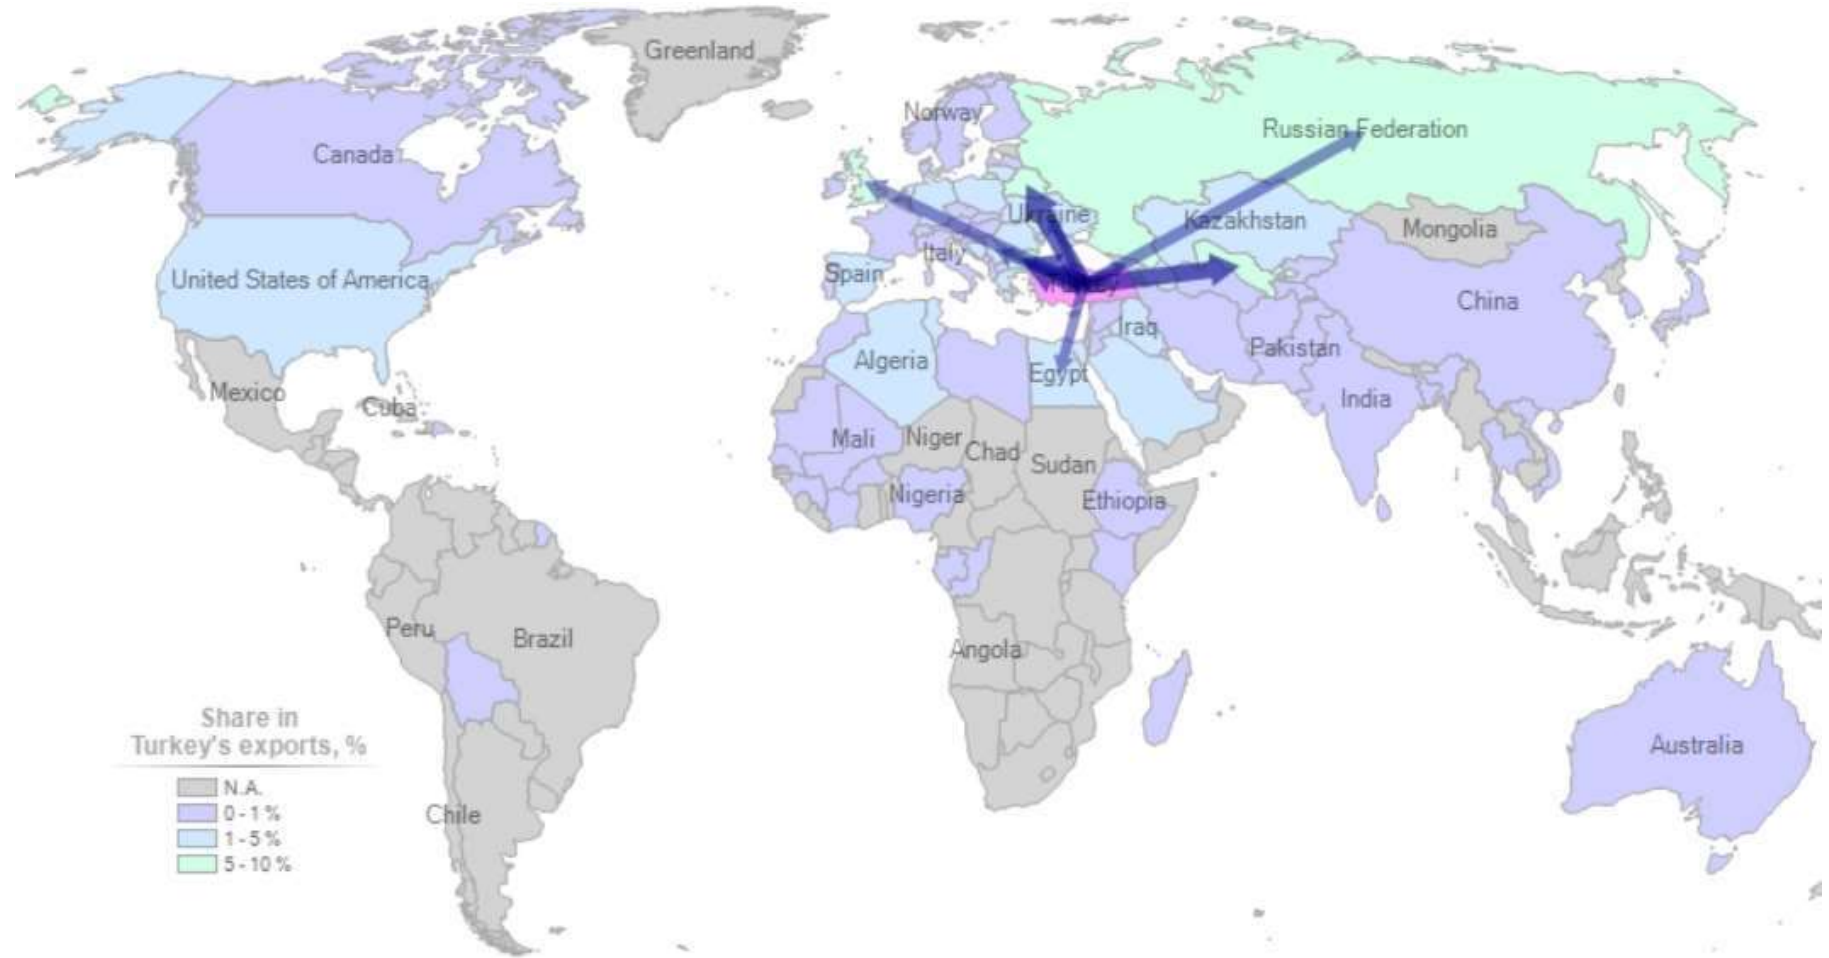 Greenland
Norway
Russian Federation
Canada
Ukraine
Kazakhstan
Mongolia
Italy
Spain
United States of America
Turkey
China
Iraq
Pakistan
Algeria
Egypt
Mexico
Cuba
India
Mali
Niger
Chad
Sudan
Nigeria
Ethiopia
Peru
Brazil
Angola
Share in
Turkey's exports, %
Australia
N.A.
0 - 1 %
Chile
1 - 5 %
5 - 10 %